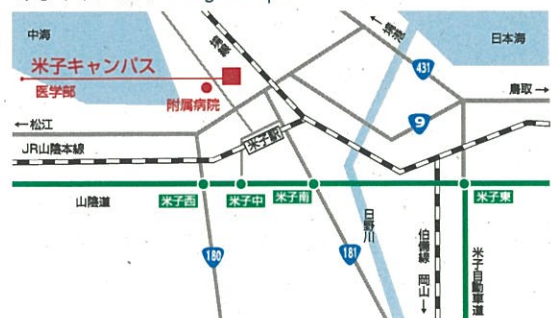 中海
境線
←境港
日本海
米子キャンパス
医学部
附属病院
431
鳥取→
9
←松江
JR山陰本線
米子駅
山陰道
米子西
米子中
米子南
米子東
日野川
伯備線 岡山→
米子自動車道
180
181